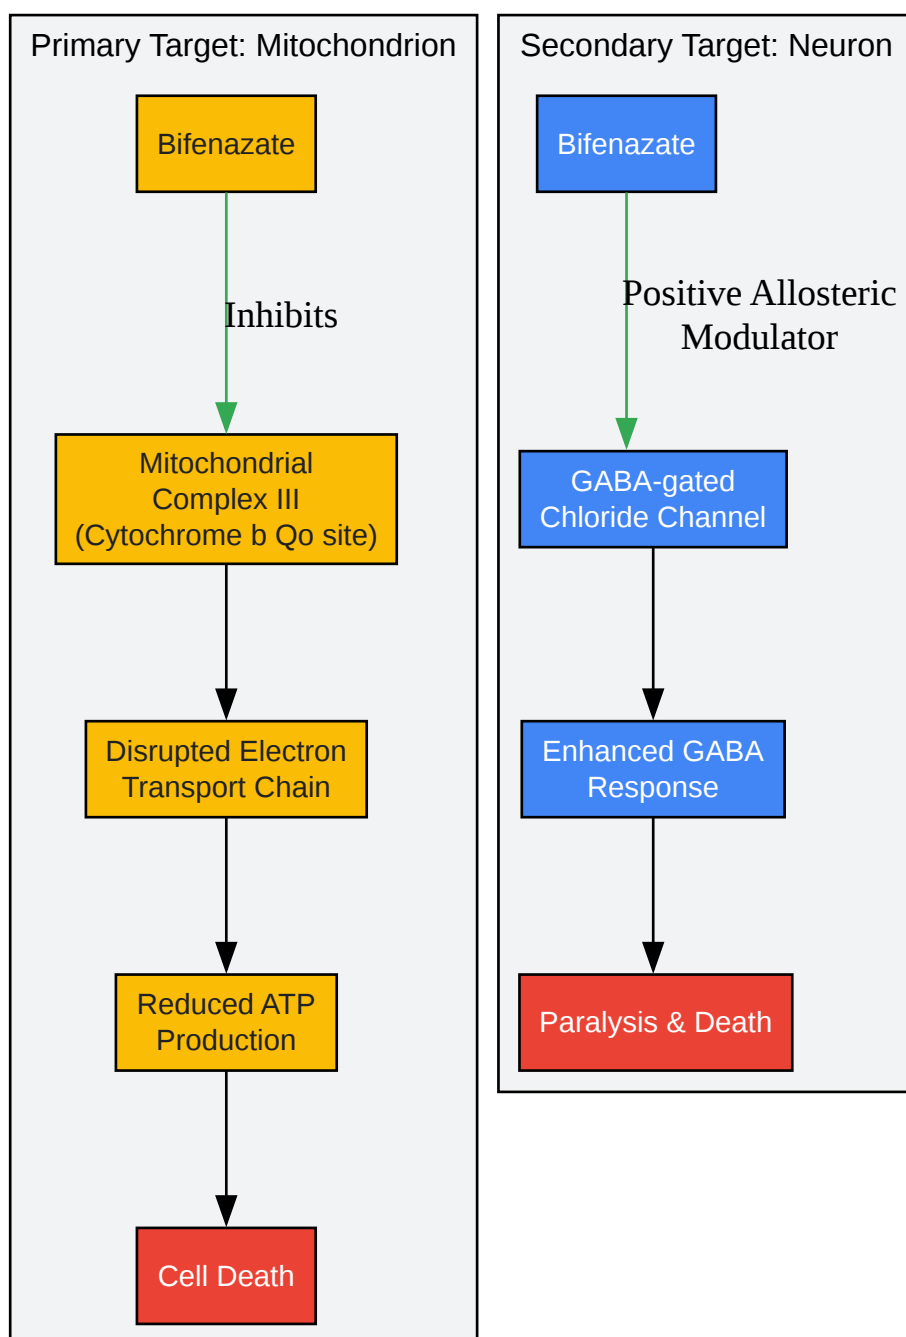 Primary Target: Mitochondrion
Bifenazate
Inhibits
Mitochondrial
Complex III
(Cytochrome b Qo site)
Disrupted Electron
Transport Chain
Reduced ATP
Production
Cell Death
Secondary Target: Neuron
Bifenazate
Positive Allosteric
Modulator
GABA-gated
Chloride Channel
Enhanced GABA
Response
Paralysis & Death